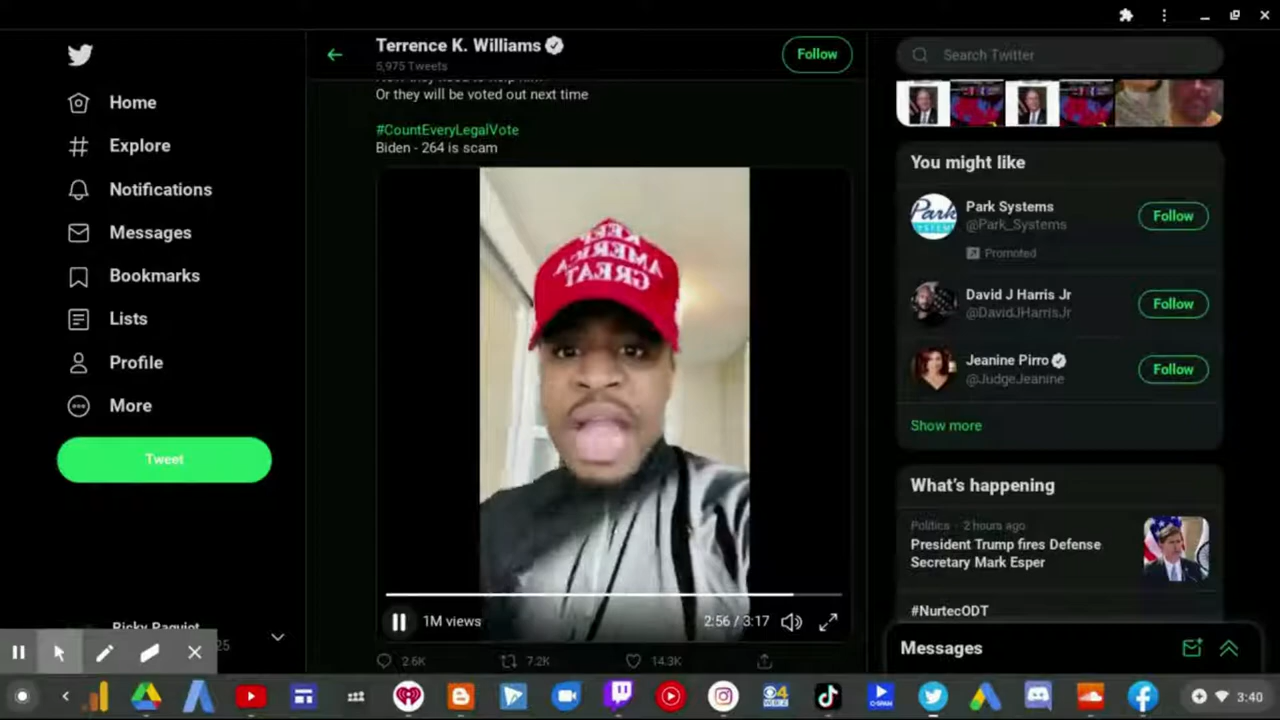 Terrence K. Williams
5,975 Tweets
Follow
Or they will be voted out next time
#CountEveryLegalVote
Biden - 264 is scam
KEEP
AMERICA
GREAT
1M views
2:56 / 3:17
2.6K
7.2K
14.3K
Home
Explore
Notifications
Messages
Bookmarks
Lists
Profile
More
Tweet
Ricky Paquiot
25
Search Twitter
You might like
Park
Park Systems
@Park_Systems
Follow
Promoted
David J Harris Jr
@DavidJHarrisJr
Follow
Jeanine Pirro
@JudgeJeanine
Follow
Show more
What's happening
Politics · 2 hours ago
President Trump fires Defense
Secretary Mark Esper
#NurtecODT
Messages
3:40